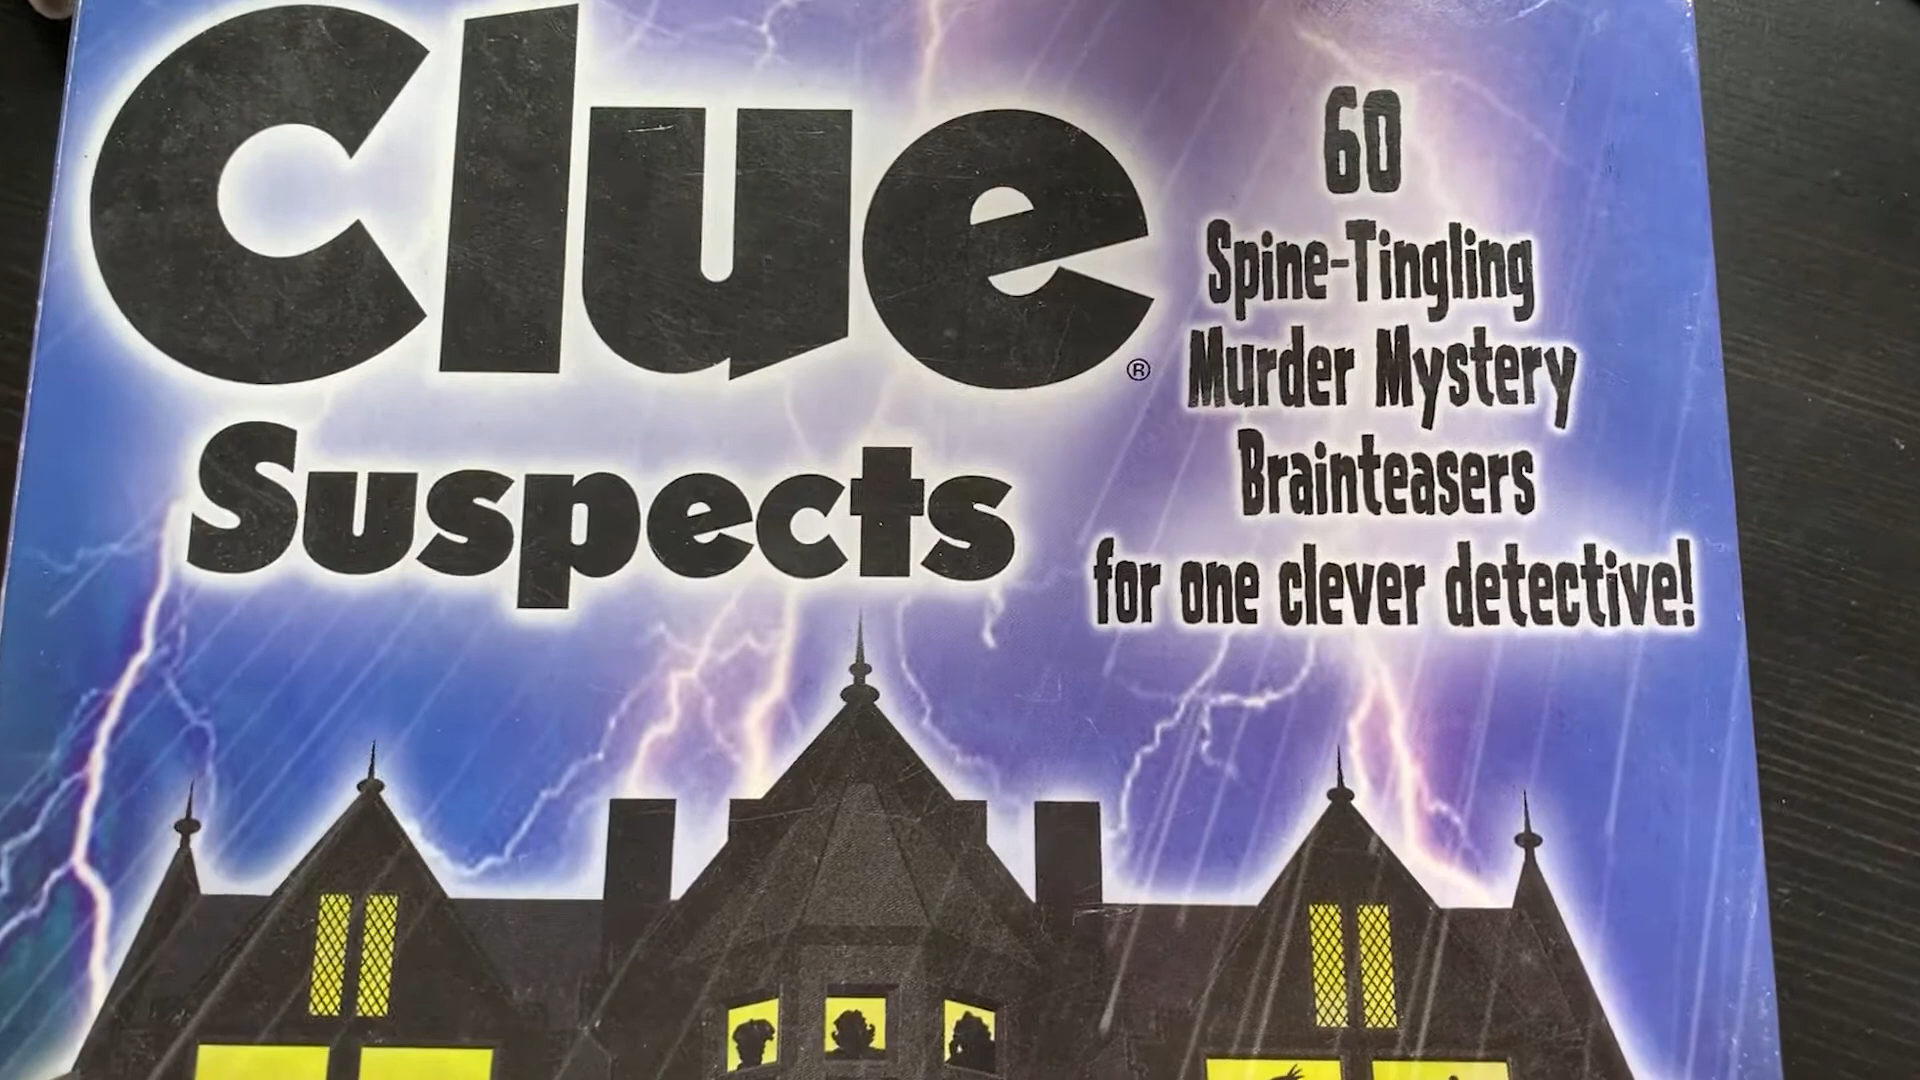 Clue®
Suspects
60
Spine-Tingling
Murder Mystery
Brainteasers
for one clever detective!